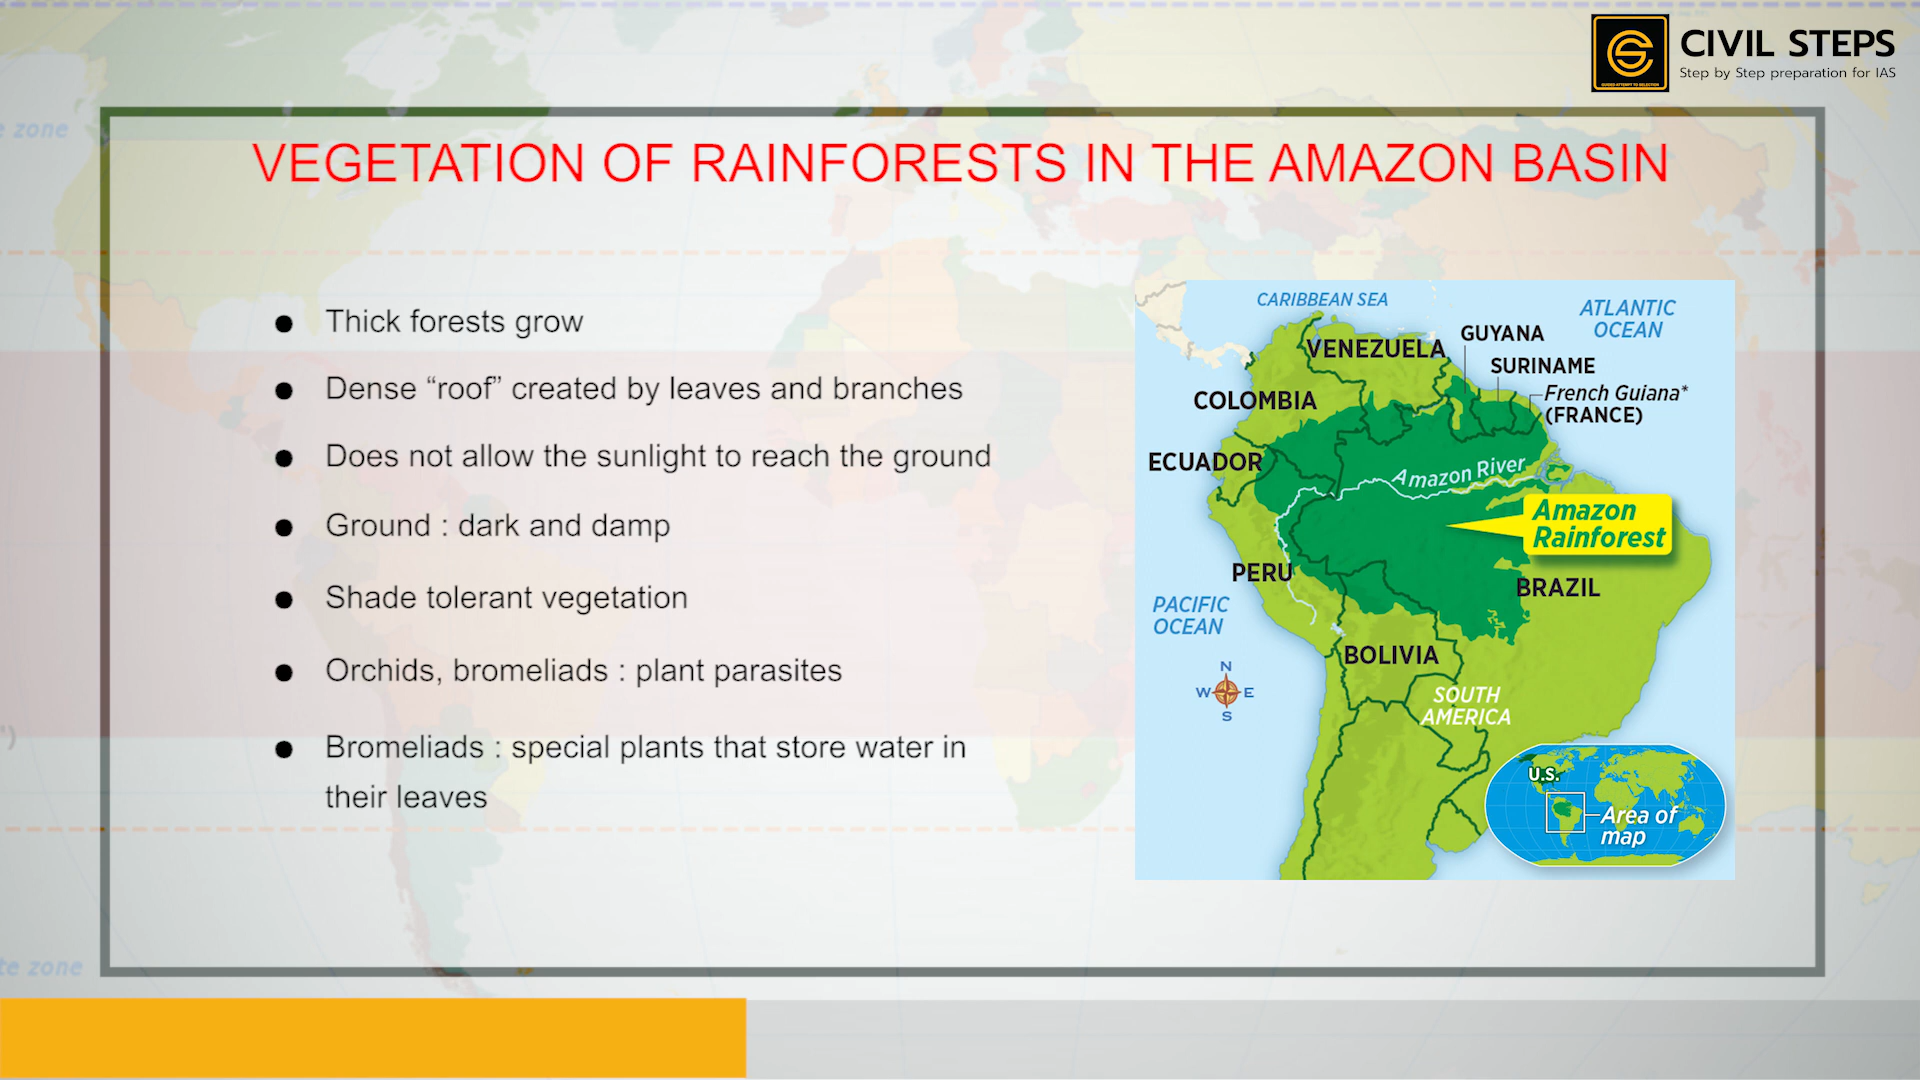 CIVIL STEPS
Step by Step preparation for IAS
e zone
VEGETATION OF RAINFORESTS IN THE AMAZON BASIN
● Thick forests grow
● Dense “roof” created by leaves and branches
● Does not allow the sunlight to reach the ground
● Ground : dark and damp
● Shade tolerant vegetation
● Orchids, bromeliads : plant parasites
● Bromeliads : special plants that store water in
their leaves
CARIBBEAN SEA
ATLANTIC
OCEAN
GUYANA
VENEZUELA
SURINAME
French Guiana*
(FRANCE)
COLOMBIA
ECUADOR
Amazon River
Amazon
Rainforest
PERU
BRAZIL
PACIFIC
OCEAN
BOLIVIA
N
W E
S
SOUTH
AMERICA
U.S.
Area of
map
te zone